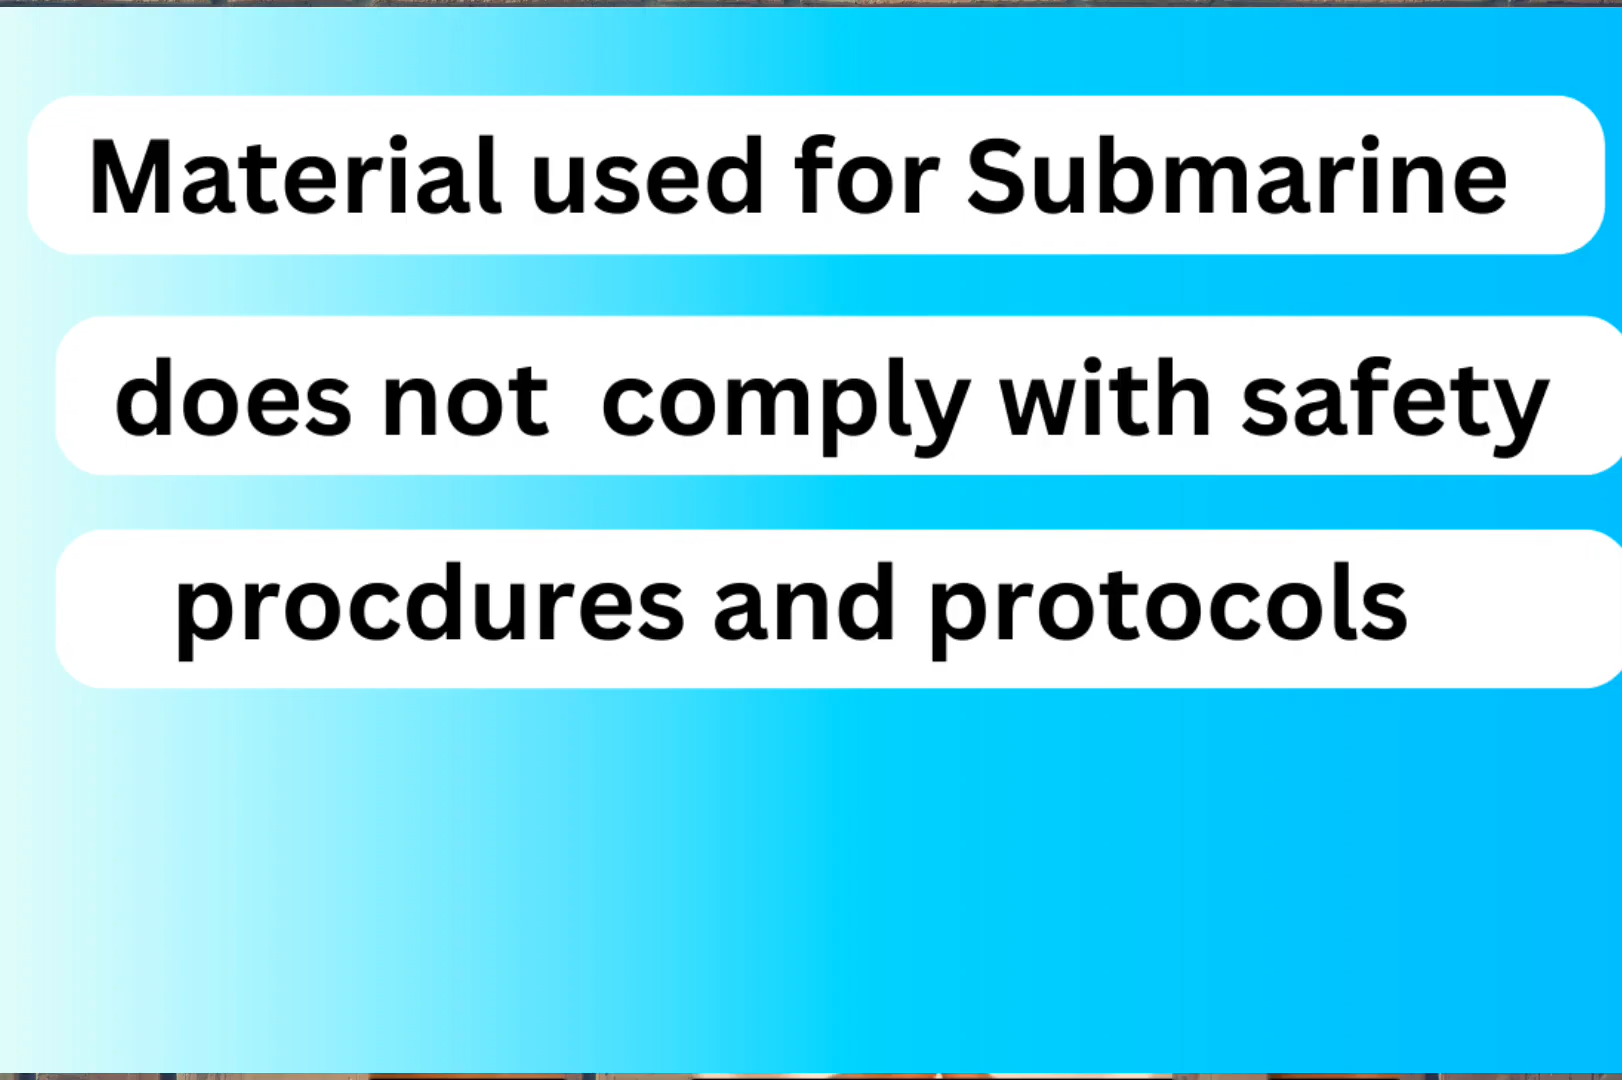 Material used for Submarine
does not  comply with safety
procdures and protocols